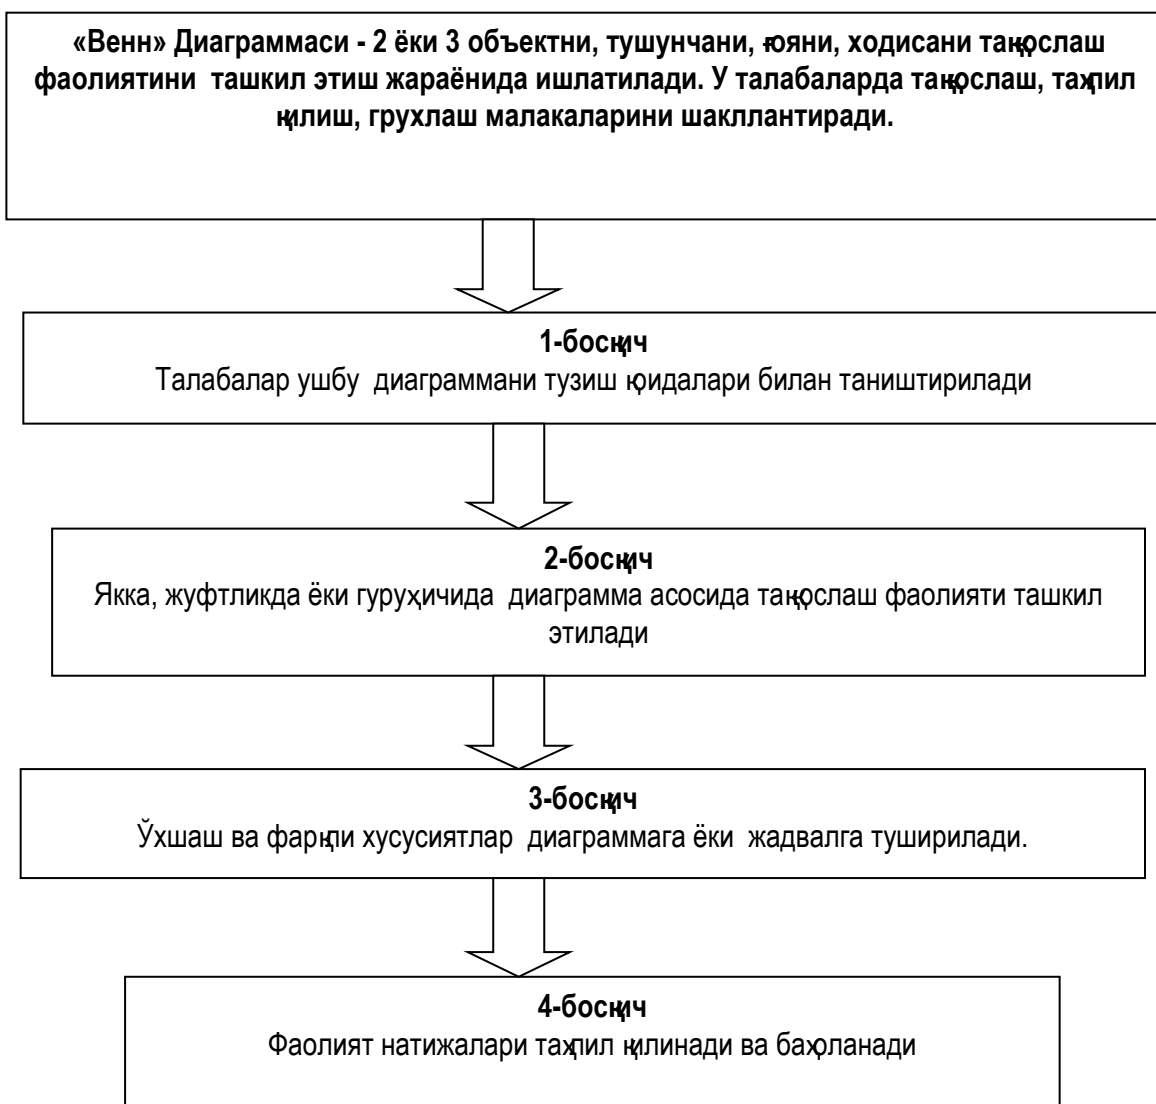 «Венн» Диаграммаси - 2 ёки 3 объектни, тушунчани, ғояни, ходисани таққослаш
фаолиятини ташкил этиш жараёнида ишлатилади. У талабаларда таққослаш, таҳлил
қилиш, грухлаш малакаларини шакллантиради.
1-босқич
Талабалар ушбу диаграммани тузиш қоидалари билан таништирилади
2-босқич
Якка, жуфтликда ёки гуруҳичида диаграмма асосида таққослаш фаолияти ташкил
этилади
3-босқич
Ўхшаш ва фарқли хусусиятлар диаграммага ёки жадвалга туширилади.
4-босқич
Фаолият натижалари таҳлил қилинади ва баҳоланади